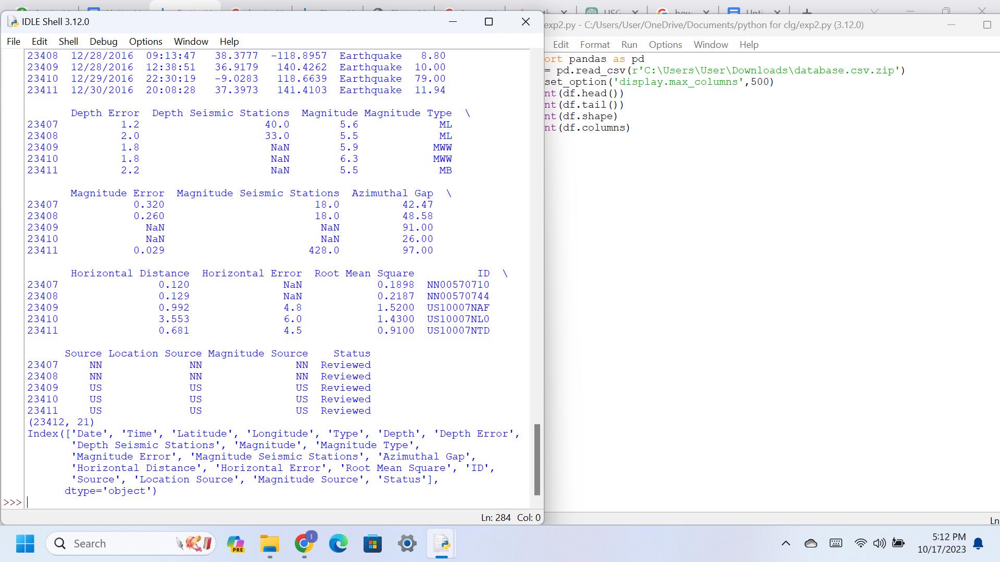 IDLE Shell 3.12.0
File Edit Shell Debug Options Window Help
23408 12/28/2016 09:13:47 38.3777 -118.8957 Earthquake 8.80
23409 12/28/2016 12:38:51 36.9179 140.4262 Earthquake 10.00
23410 12/29/2016 22:30:19 -9.0283 118.6639 Earthquake 79.00
23411 12/30/2016 20:08:28 37.3973 141.4103 Earthquake 11.94
Depth Error Depth Seismic Stations Magnitude Magnitude Type \
23407 1.2 40.0 5.6 ML
23408 2.0 33.0 5.5 ML
23409 1.8 NaN 5.9 MWW
23410 1.8 NaN 6.3 MWW
23411 2.2 NaN 5.5 MB
Magnitude Error Magnitude Seismic Stations Azimuthal Gap \
23407 0.320 18.0 42.47
23408 0.260 18.0 48.58
23409 NaN NaN 91.00
23410 NaN NaN 26.00
23411 0.029 428.0 97.00
Horizontal Distance Horizontal Error Root Mean Square ID \
23407 0.120 NaN 0.1898 NN00570710
23408 0.129 NaN 0.2187 NN00570744
23409 0.992 4.8 1.5200 US10007NAF
23410 3.553 6.0 1.4300 US10007NL0
23411 0.681 4.5 0.9100 US10007NTD
Source Location Source Magnitude Source Status
23407 NN NN NN Reviewed
23408 NN NN NN Reviewed
23409 US US US Reviewed
23410 US US US Reviewed
23411 US US US Reviewed
(23412, 21)
Index(['Date', 'Time', 'Latitude', 'Longitude', 'Type', 'Depth', 'Depth Error',
'Depth Seismic Stations', 'Magnitude', 'Magnitude Type',
'Magnitude Error', 'Magnitude Seismic Stations', 'Azimuthal Gap',
'Horizontal Distance', 'Horizontal Error', 'Root Mean Square', 'ID',
'Source', 'Location Source', 'Magnitude Source', 'Status'],
dtype='object')
>>>
Ln: 284 Col: 0
exp2.py - C:/Users/User/OneDrive/Documents/python for clg/exp2.py (3.12.0)
Edit Format Run Options Window Help
ort pandas as pd
= pd.read_csv(r'C:\Users\User\Downloads\database.csv.zip')
set_option('display.max_columns',500)
nt(df.head())
nt(df.tail())
nt(df.shape)
nt(df.columns)
Ln
Search
PRE
5:12 PM
10/17/2023